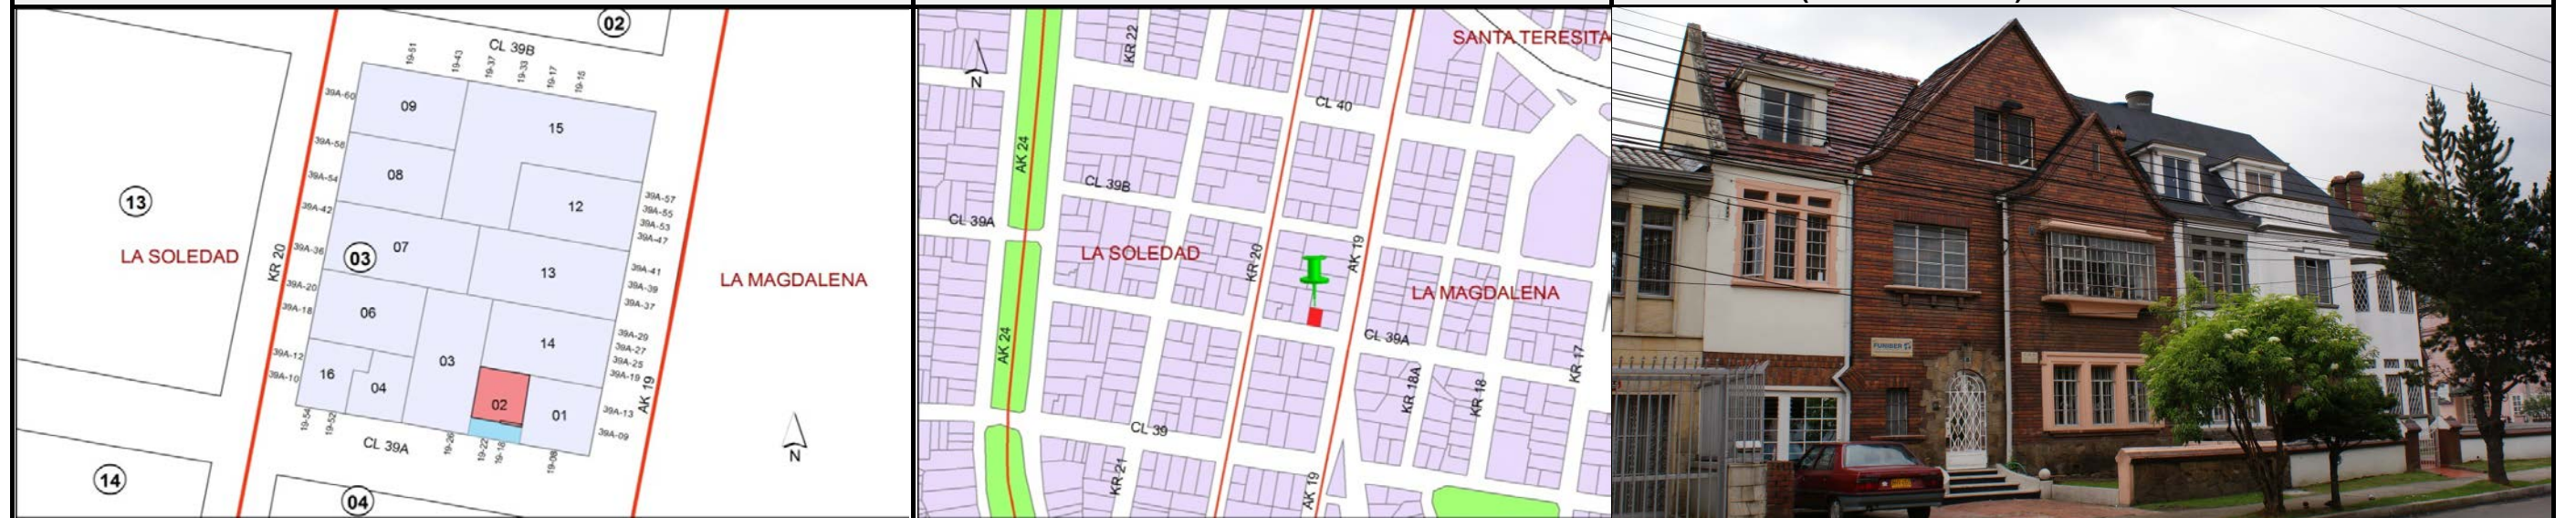 02
CL 39B
19-51
19-43
19-37
19-33
19-17
19-15
39A-60
09
15
39A-56
39A-54
08
12
39A-57
39A-55
39A-53
39A-47
39A-42
13
03
07
39A-36
LA SOLEDAD
KR 20
13
39A-41
39A-39
39A-37
LA MAGDALENA
39A-20
39A-18
06
14
39A-29
39A-27
39A-25
39A-19
03
39A-12
39A-10
16
04
02
01
AK 19
39A-13
39A-09
19-54
19-52
CL 39A
19-26
19-22
19-18
19-08
N
14
04
KR 22
SANTA TERESITA
N
CL 40
AK 24
CL 39B
CL 39A
LA SOLEDAD
KR 20
AK 19
LA MAGDALENA
AK 24
CL 39A
KR 17
KR 18A
KR 18
CL 39
KR 21
AK 19
FUNIBER